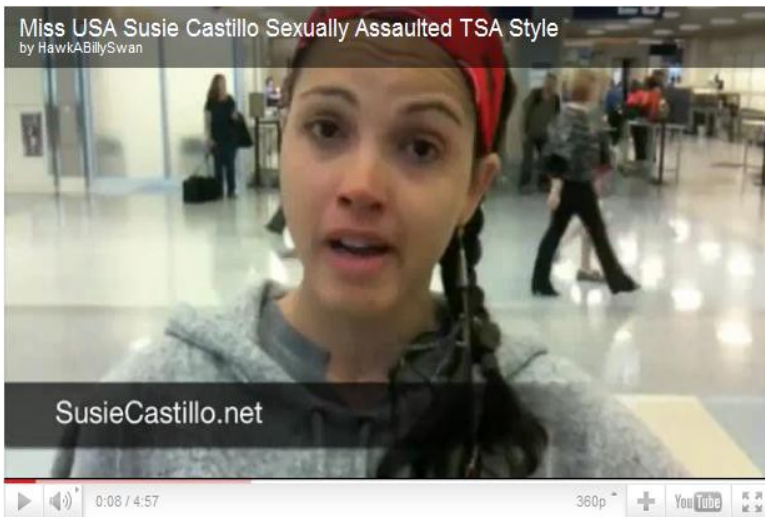 Miss USA Susie Castillo Sexually Assaulted TSA Style
by HawkABillySwan
SusieCastillo.net
0:08 / 4:57
360p
YouTube